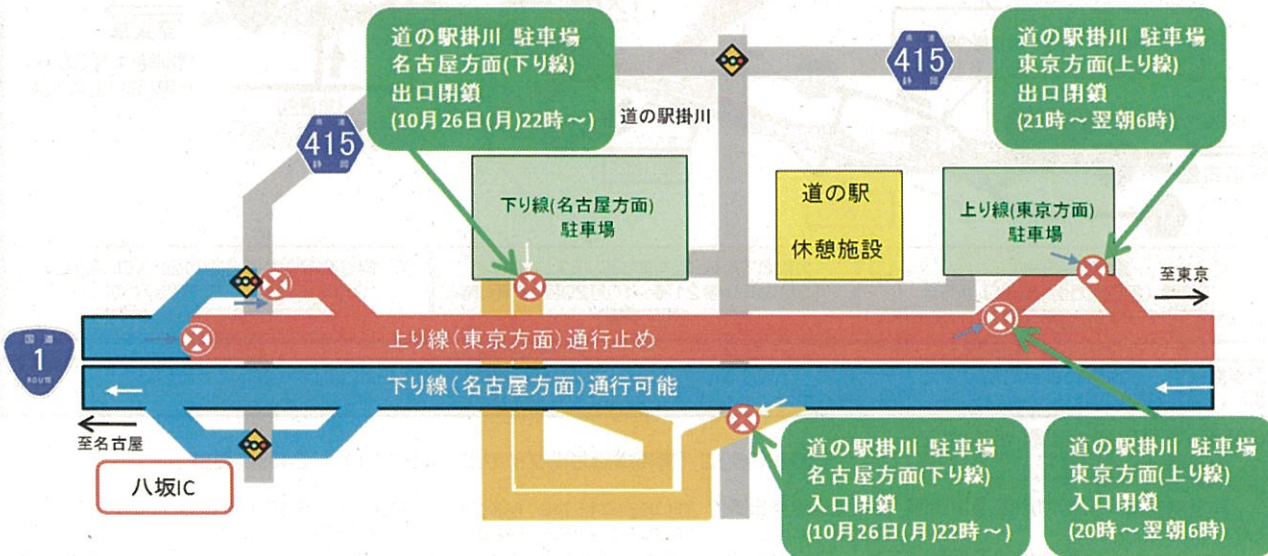 道の駅掛川 駐車場
名古屋方面(下り線)
出口閉鎖
(10月26日(月)22時～)
県道
415
静岡
道の駅掛川 駐車場
東京方面(上り線)
出口閉鎖
(21時～翌朝6時)
県道
415
静岡
道の駅掛川
下り線(名古屋方面)
駐車場
道の駅
休憩施設
上り線(東京方面)
駐車場
至東京
国道
1
ROUTE
上り線(東京方面)通行止め
下り線(名古屋方面)通行可能
至名古屋
八坂IC
道の駅掛川 駐車場
名古屋方面(下り線)
入口閉鎖
(10月26日(月)22時～)
道の駅掛川 駐車場
東京方面(上り線)
入口閉鎖
(20時～翌朝6時)